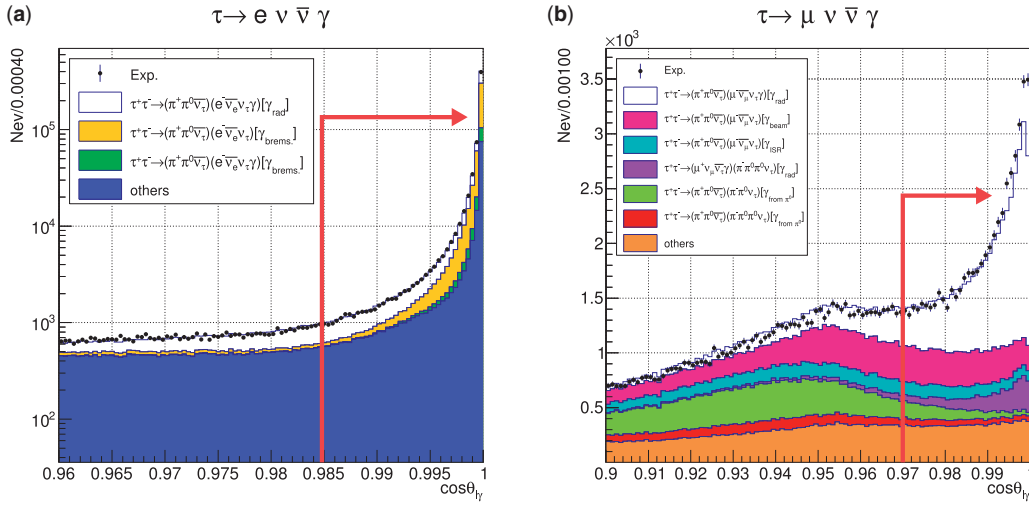 (a) τ→ e ν ν̅ γ
Nev/0.00040
Exp.
τ⁺τ⁻→(π⁺π⁰ν̅τ)(e⁻ν̅eντγ)[γrad]
τ⁺τ⁻→(π⁺π⁰ν̅τ)(e⁻ν̅eντ)[γbrems.]
τ⁺τ⁻→(π⁺π⁰ν̅τ)(e⁻ν̅eντγ)[γbrems.]
others
10⁵
10⁴
10³
10²
0.96 0.965 0.97 0.975 0.98 0.985 0.99 0.995 1
cosθlγ
(b) τ→ μ ν ν̅ γ
×10³
Nev/0.00100
Exp.
τ⁺τ⁻→(π⁺π⁰ν̅τ)(μ⁻ν̅μντγ)[γrad]
τ⁺τ⁻→(π⁺π⁰ν̅τ)(μ⁻ν̅μντ)[γbeam]
τ⁺τ⁻→(π⁺π⁰ν̅τ)(μ⁻ν̅μντ)[γISR]
τ⁺τ⁻→(μ⁺νμν̅τγ)(π⁻π⁰π⁰ντ)[γrad]
τ⁺τ⁻→(π⁺π⁰ν̅τ)(π⁻π⁰ντ)[γfrom π⁰]
τ⁺τ⁻→(π⁺π⁰ν̅τ)(π⁻π⁰π⁰ντ)[γfrom π⁰]
others
3.5
3
2.5
2
1.5
1
0.5
0.9 0.91 0.92 0.93 0.94 0.95 0.96 0.97 0.98 0.99
cosθlγ